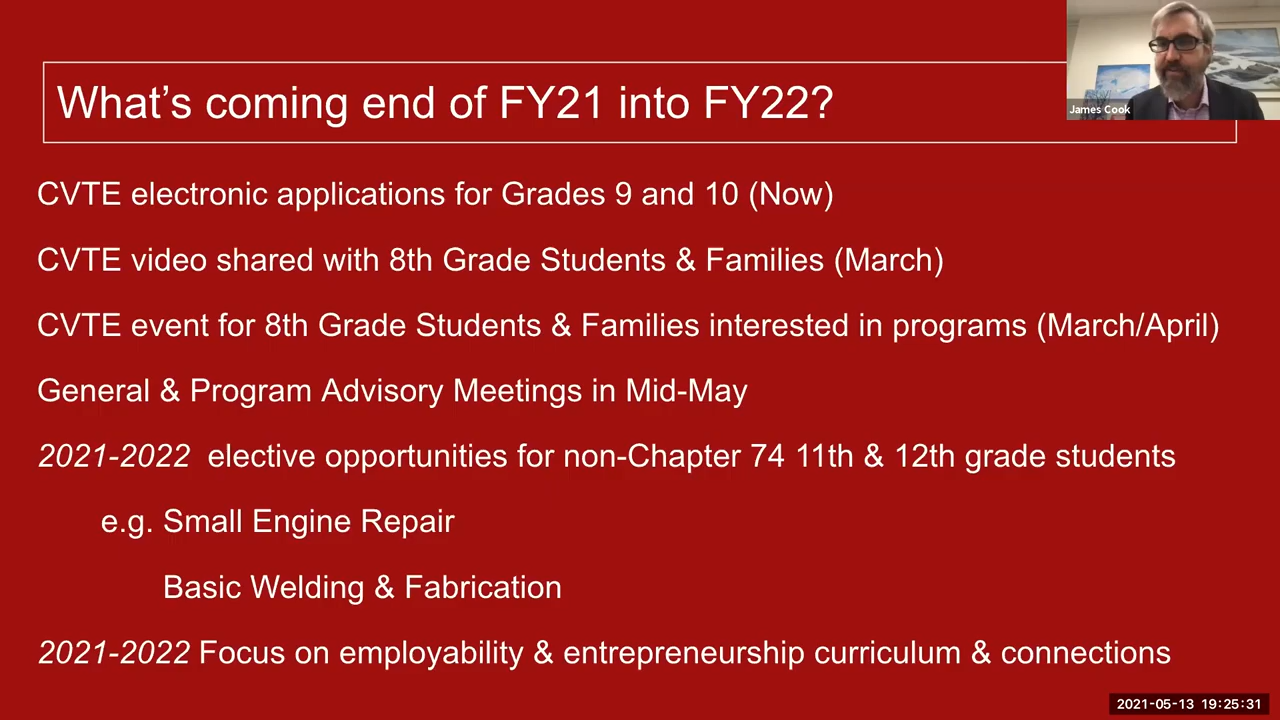 What's coming end of FY21 into FY22?
James Cook
CVTE electronic applications for Grades 9 and 10 (Now)
CVTE video shared with 8th Grade Students & Families (March)
CVTE event for 8th Grade Students & Families interested in programs (March/April)
General & Program Advisory Meetings in Mid-May
2021-2022 elective opportunities for non-Chapter 74 11th & 12th grade students
e.g. Small Engine Repair
Basic Welding & Fabrication
2021-2022 Focus on employability & entrepreneurship curriculum & connections
2021-05-13 19:25:31